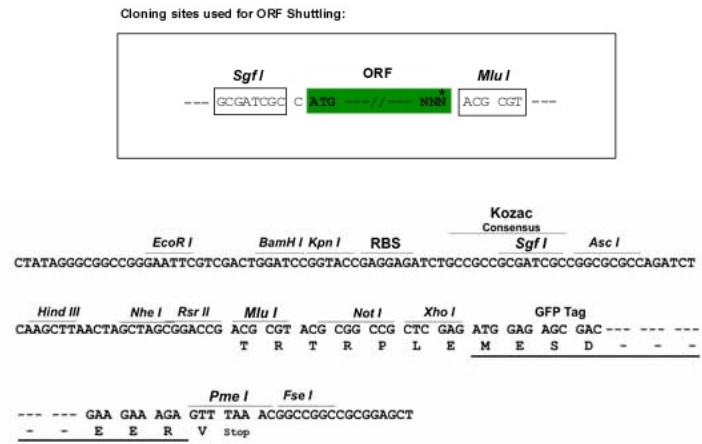 Cloning sites used for ORF Shuttling:
Sgf I ORF Mlu I
--- GCGATCGC C ATG ---//--- NNN* ACG CGT ---
Kozac
Consensus
EcoR I BamH I Kpn I RBS Sgf I Asc I
CTATAGGGCGGCCGGGAATTCGTCGACTGGATCCGGTACCGAGGAGATCTGCCGCCGCGATCGCCGGCGCGCCAGATCT
Hind III Nhe I Rsr II Mlu I Not I Xho I GFP Tag
CAAGCTTAACTAGCTAGCGGACCG ACG CGT ACG CGG CCG CTC GAG ATG GAG AGC GAC--- --- ---
T R T R P L E M E S D - - -
Pme I Fse I
--- --- GAA GAA AGA GTT TAA ACGGCCGGCCGCGGAGCT
- - E E R V Stop